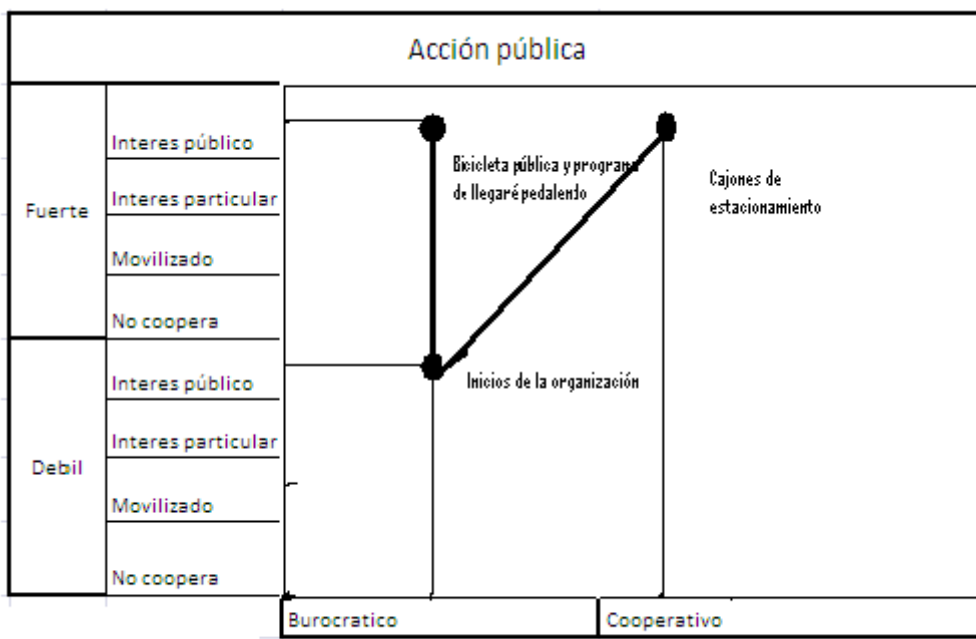 Acción pública
Fuerte
Interes público
Interes particular
Movilizado
No coopera
Debil
Interes público
Interes particular
Movilizado
No coopera
Bicicleta pública y programa
de llegaré pedalendo
Cajones de
estacionamiento
Inicios de la organización
Burocratico
Cooperativo